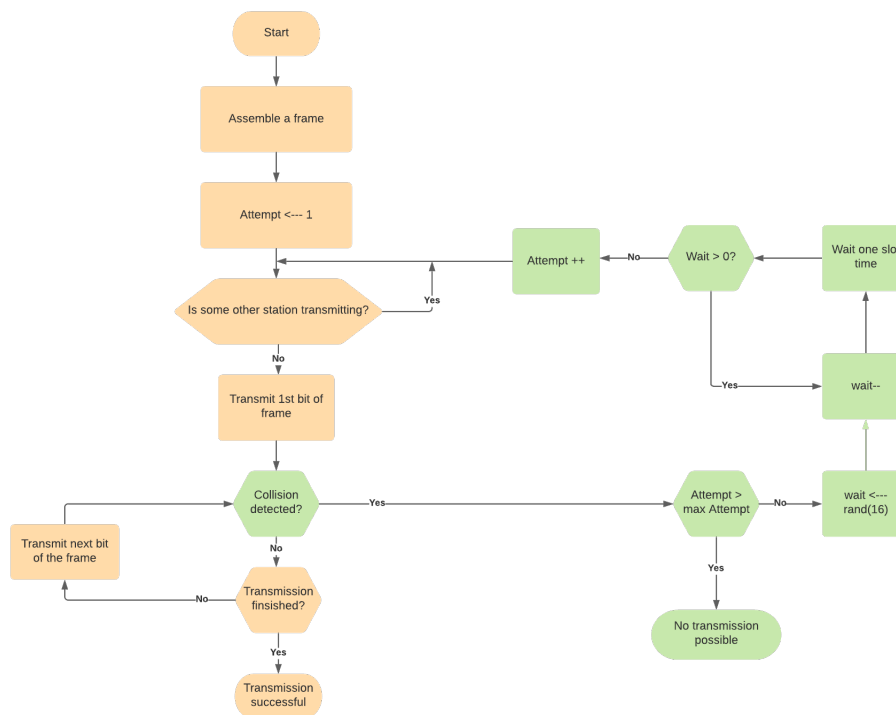 Start
Assemble a frame
Attempt <--- 1
Is some other station transmitting?
Yes
No
Transmit 1st bit of
frame
Collision
detected?
Yes
No
Transmit next bit
of the frame
Transmission
finsished?
No
Yes
Transmission
successful
Attempt ++
No
Wait > 0?
Yes
Wait one slo
time
wait--
Attempt >
max Attempt
No
wait <---
rand(16)
Yes
No transmission
possible